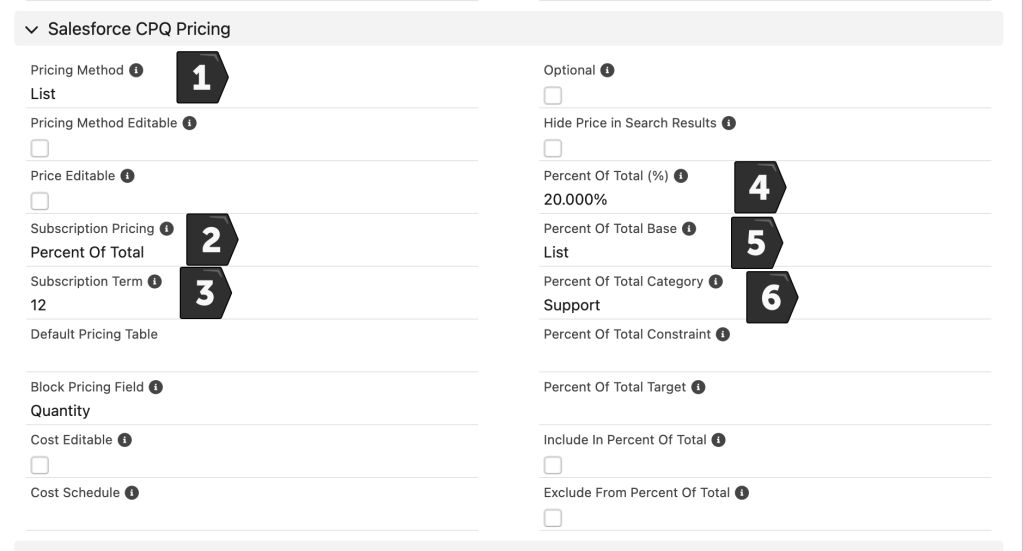 Salesforce CPQ Pricing
Pricing Method
1
List
Pricing Method Editable
Price Editable
Subscription Pricing
2
Percent Of Total
Subscription Term
3
12
Default Pricing Table
Block Pricing Field
Quantity
Cost Editable
Cost Schedule
Optional
Hide Price in Search Results
Percent Of Total (%)
4
20.000%
Percent Of Total Base
5
List
Percent Of Total Category
6
Support
Percent Of Total Constraint
Percent Of Total Target
Include In Percent Of Total
Exclude From Percent Of Total